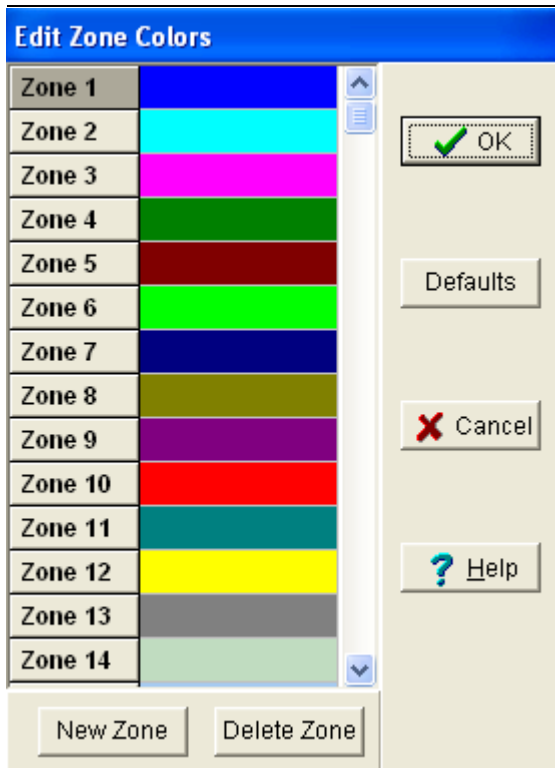 Edit Zone Colors
Zone 1
Zone 2
Zone 3
Zone 4
Zone 5
Zone 6
Zone 7
Zone 8
Zone 9
Zone 10
Zone 11
Zone 12
Zone 13
Zone 14
OK
Defaults
Cancel
Help
New Zone
Delete Zone